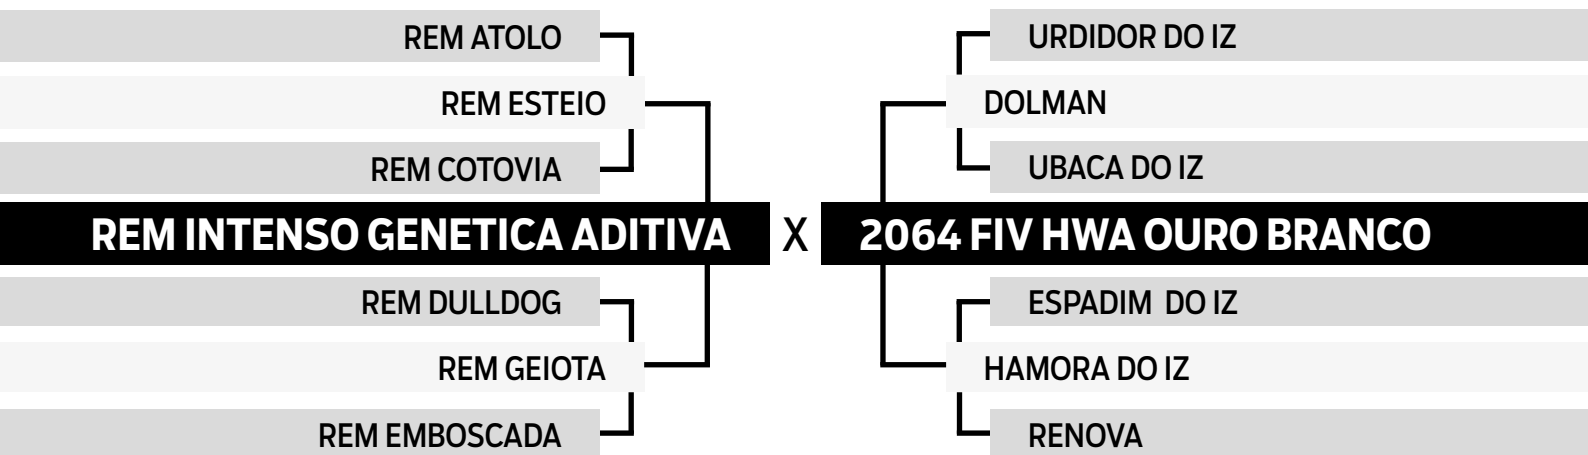 REM ATOLO
REM ESTEIO
REM COTOVIA
REM INTENSO GENETICA ADITIVA
REM DULLDOG
REM GEIOTA
REM EMBOSCADA
X
URDIDOR DO IZ
DOLMAN
UBACA DO IZ
2064 FIV HWA OURO BRANCO
ESPADIM DO IZ
HAMORA DO IZ
RENOVA